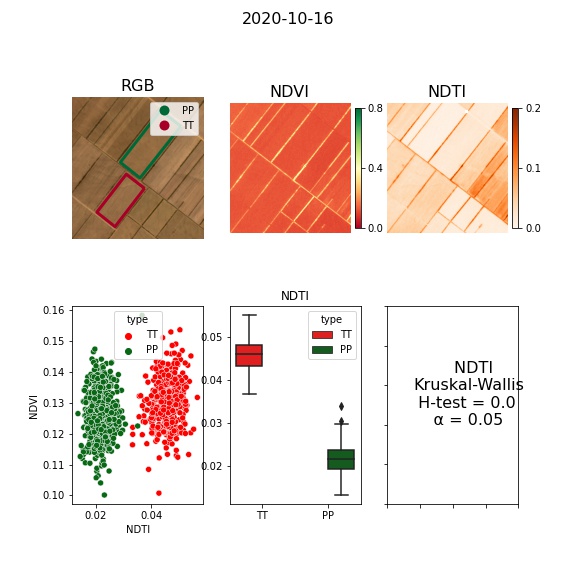 2020-10-16
RGB
PP
TT
NDVI
0.8
0.4
0.0
NDTI
0.2
0.1
0.0
0.16
0.15
0.14
0.13
0.12
0.11
0.10
NDVI
type
TT
PP
0.02
0.04
NDTI
NDTI
0.05
0.04
0.03
0.02
type
TT
PP
TT
PP
NDTI
Kruskal-Wallis
H-test = 0.0
α = 0.05